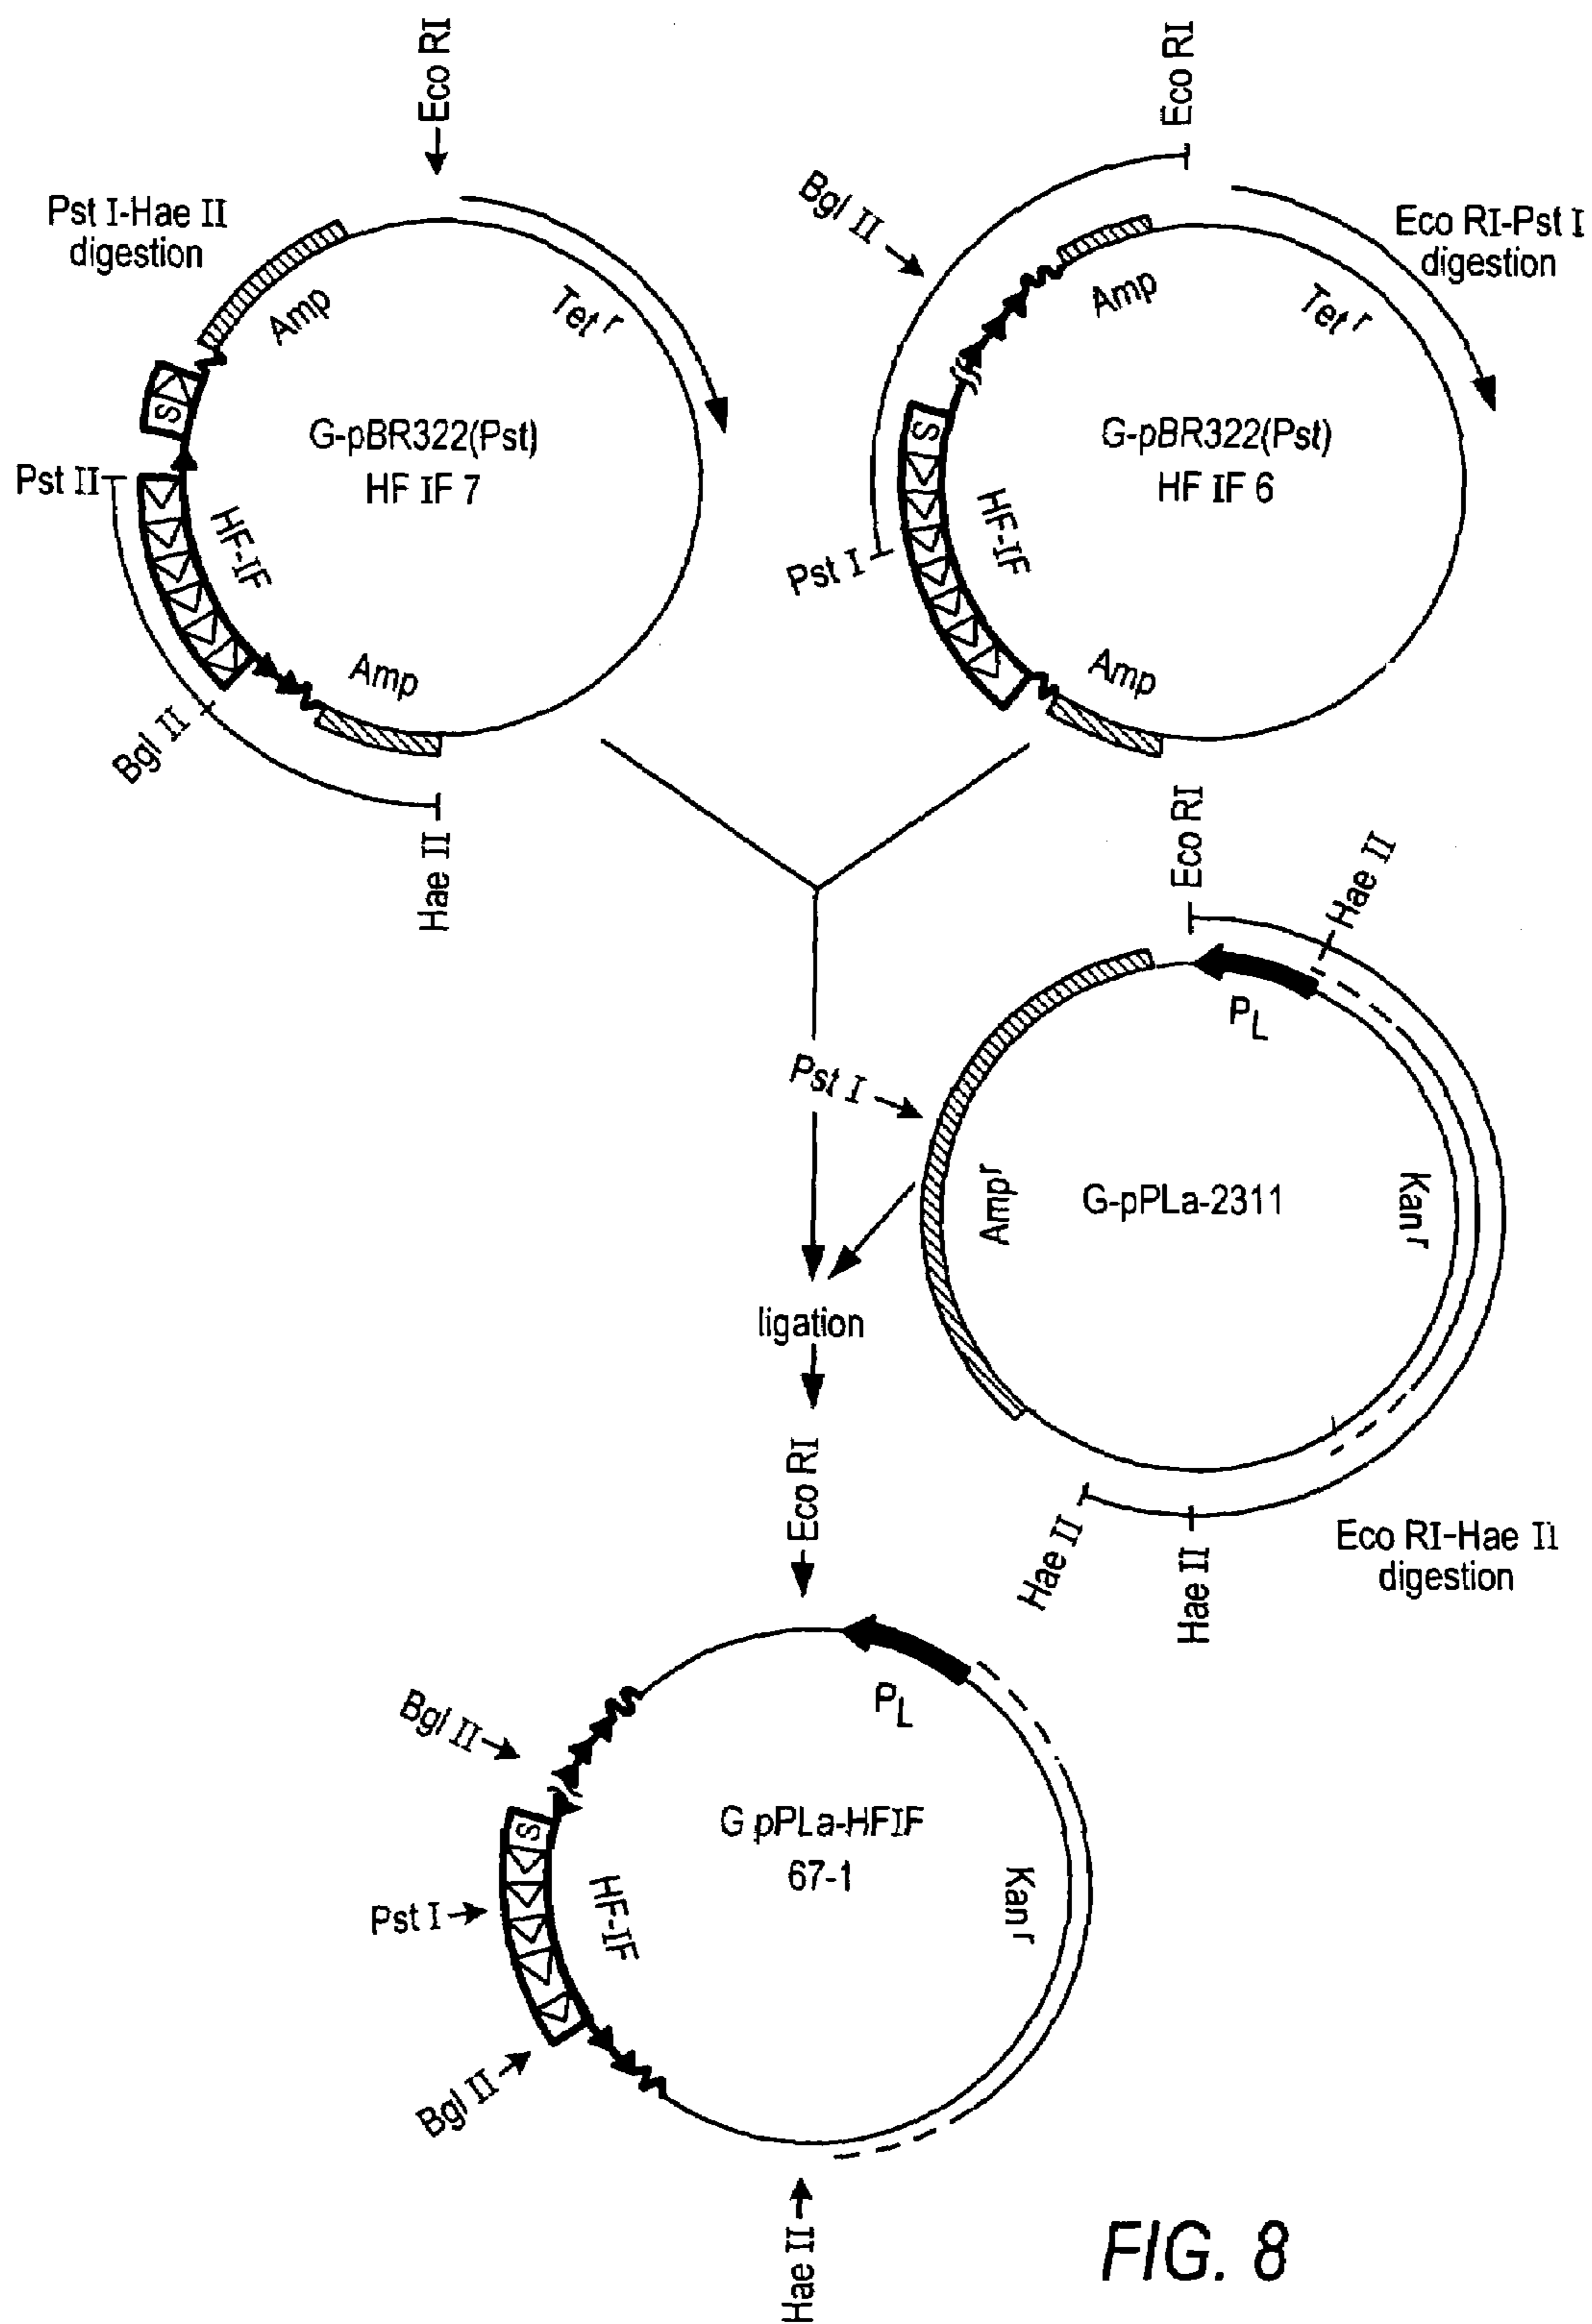 Eco RI
Pst I-Hae II
digestion
Amp
Tet r
S
G-pBR322(Pst)
HF IF 7
Pst II
HF-IF
Amp
Bgl II
Hae II
Eco RI
Bgl II
Eco RI-Pst I
digestion
Amp
Tet r
S
G-pBR322(Pst)
HF IF 6
HF-IF
Pst I
Amp
Eco RI
Hae II
PL
Pst I
Ampr
G-pPLa-2311
Kan r
ligation
Eco RI
Hae II
Hae II
Eco RI-Hae II
digestion
PL
Bgl II
S
G pPLa-HFIF
67-1
Pst I
HF-IF
Kan r
Bgl II
Hae II
FIG. 8